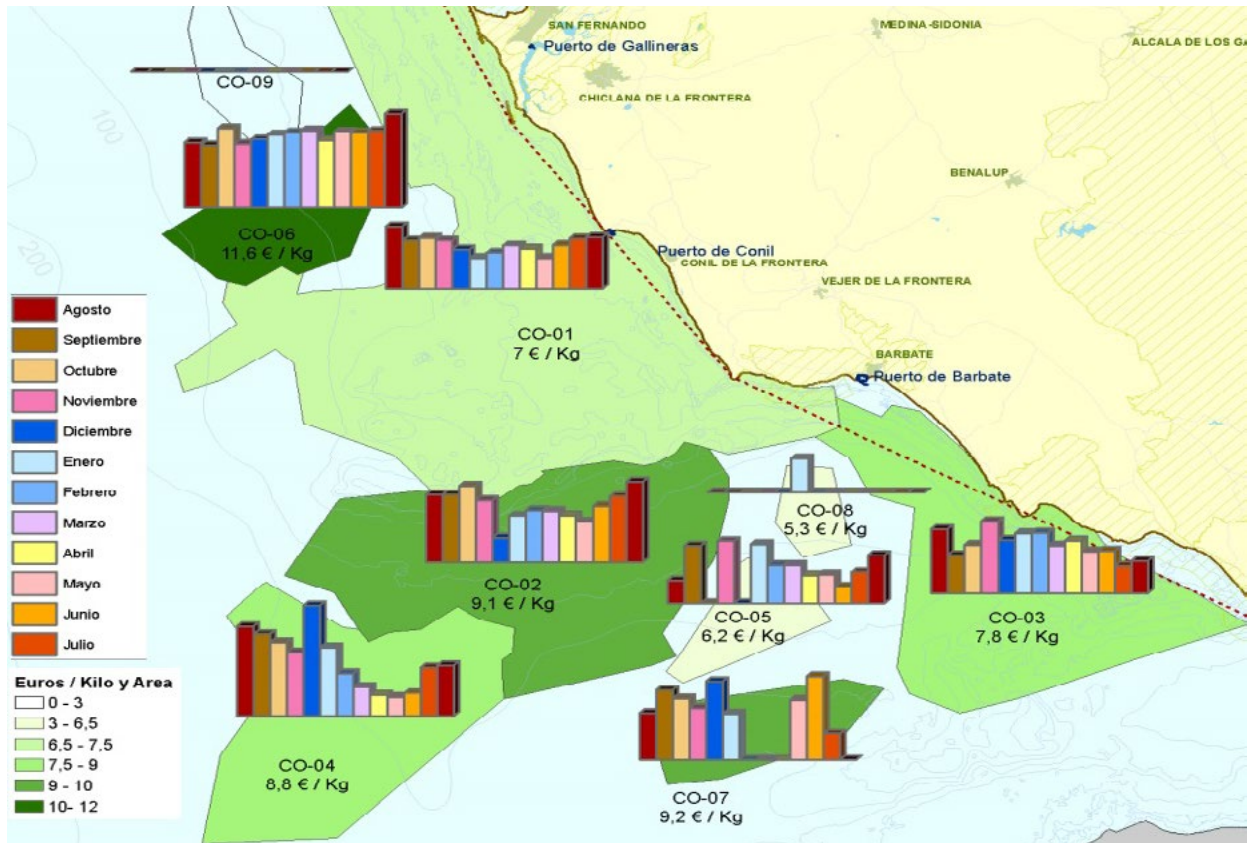 SAN FERNANDO
Puerto de Gallineras
MEDINA-SIDONIA
ALCALA DE LOS GA
CHICLANA DE LA FRONTERA
CO-09
100
BENALUP
CO-06
11,6 € / Kg
200
Puerto de Conil
CONIL DE LA FRONTERA
VEJER DE LA FRONTERA
CO-01
7 € / Kg
BARBATE
Puerto de Barbate
Agosto
Septiembre
Octubre
Noviembre
Diciembre
Enero
Febrero
Marzo
Abril
Mayo
Junio
Julio
CO-08
5,3 € / Kg
CO-02
9,1 € / Kg
CO-05
6,2 € / Kg
CO-03
7,8 € / Kg
CO-04
8,8 € / Kg
CO-07
9,2 € / Kg
Euros / Kilo y Area
0 - 3
3 - 6,5
6,5 - 7,5
7,5 - 9
9 - 10
10- 12